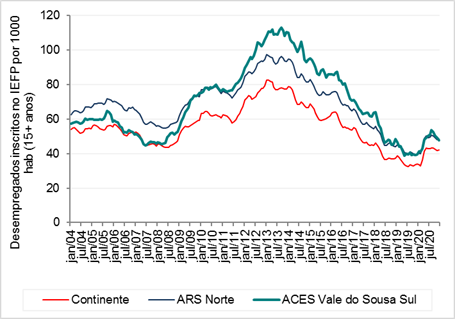 Desempregados inscritos no IEFP por 1000
hab (15+ anos)
120
100
80
60
40
20
0
jan/04
jul/04
jan/05
jul/05
jan/06
jul/06
jan/07
jul/07
jan/08
jul/08
jan/09
jul/09
jan/10
jul/10
jan/11
jul/11
jan/12
jul/12
jan/13
jul/13
jan/14
jul/14
jan/15
jul/15
jan/16
jul/16
jan/17
jul/17
jan/18
jul/18
jan/19
jul/19
jan/20
jul/20
Continente
ARS Norte
ACES Vale do Sousa Sul